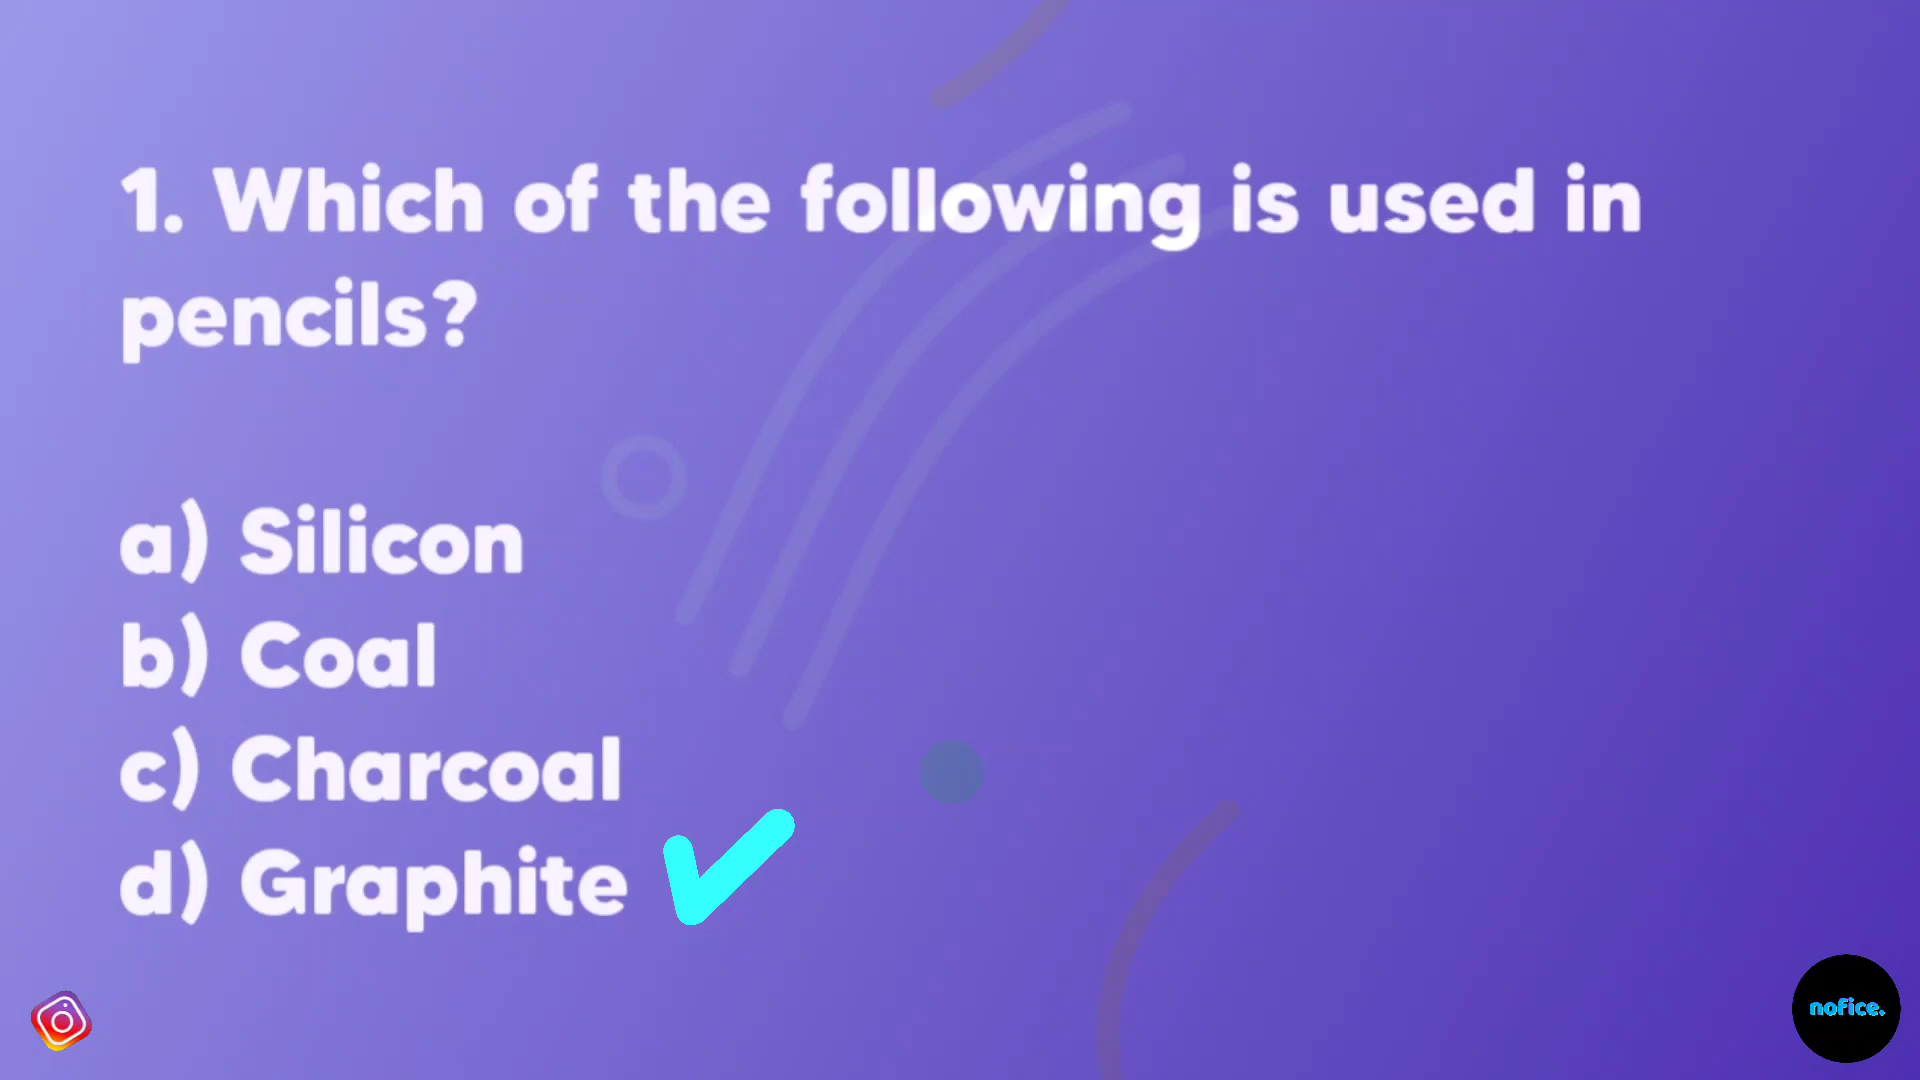 1. Which of the following is used in
pencils?
a) Silicon
b) Coal
c) Charcoal
d) Graphite
nofice.